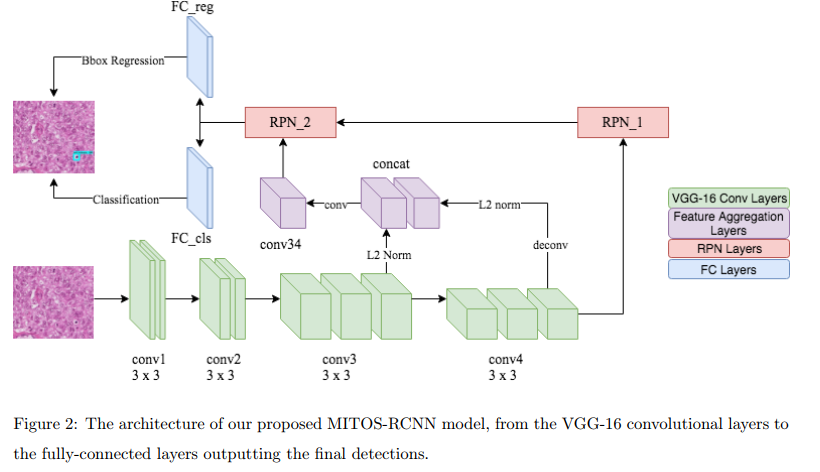 FC_reg
Bbox Regression
RPN_2
RPN_1
concat
Classification
conv
L2 norm
VGG-16 Conv Layers
Feature Aggregation
Layers
RPN Layers
FC Layers
FC_cls
conv34
L2 Norm
deconv
conv1
3 x 3
conv2
3 x 3
conv3
3 x 3
conv4
3 x 3
Figure 2: The architecture of our proposed MITOS-RCNN model, from the VGG-16 convolutional layers to
the fully-connected layers outputting the final detections.